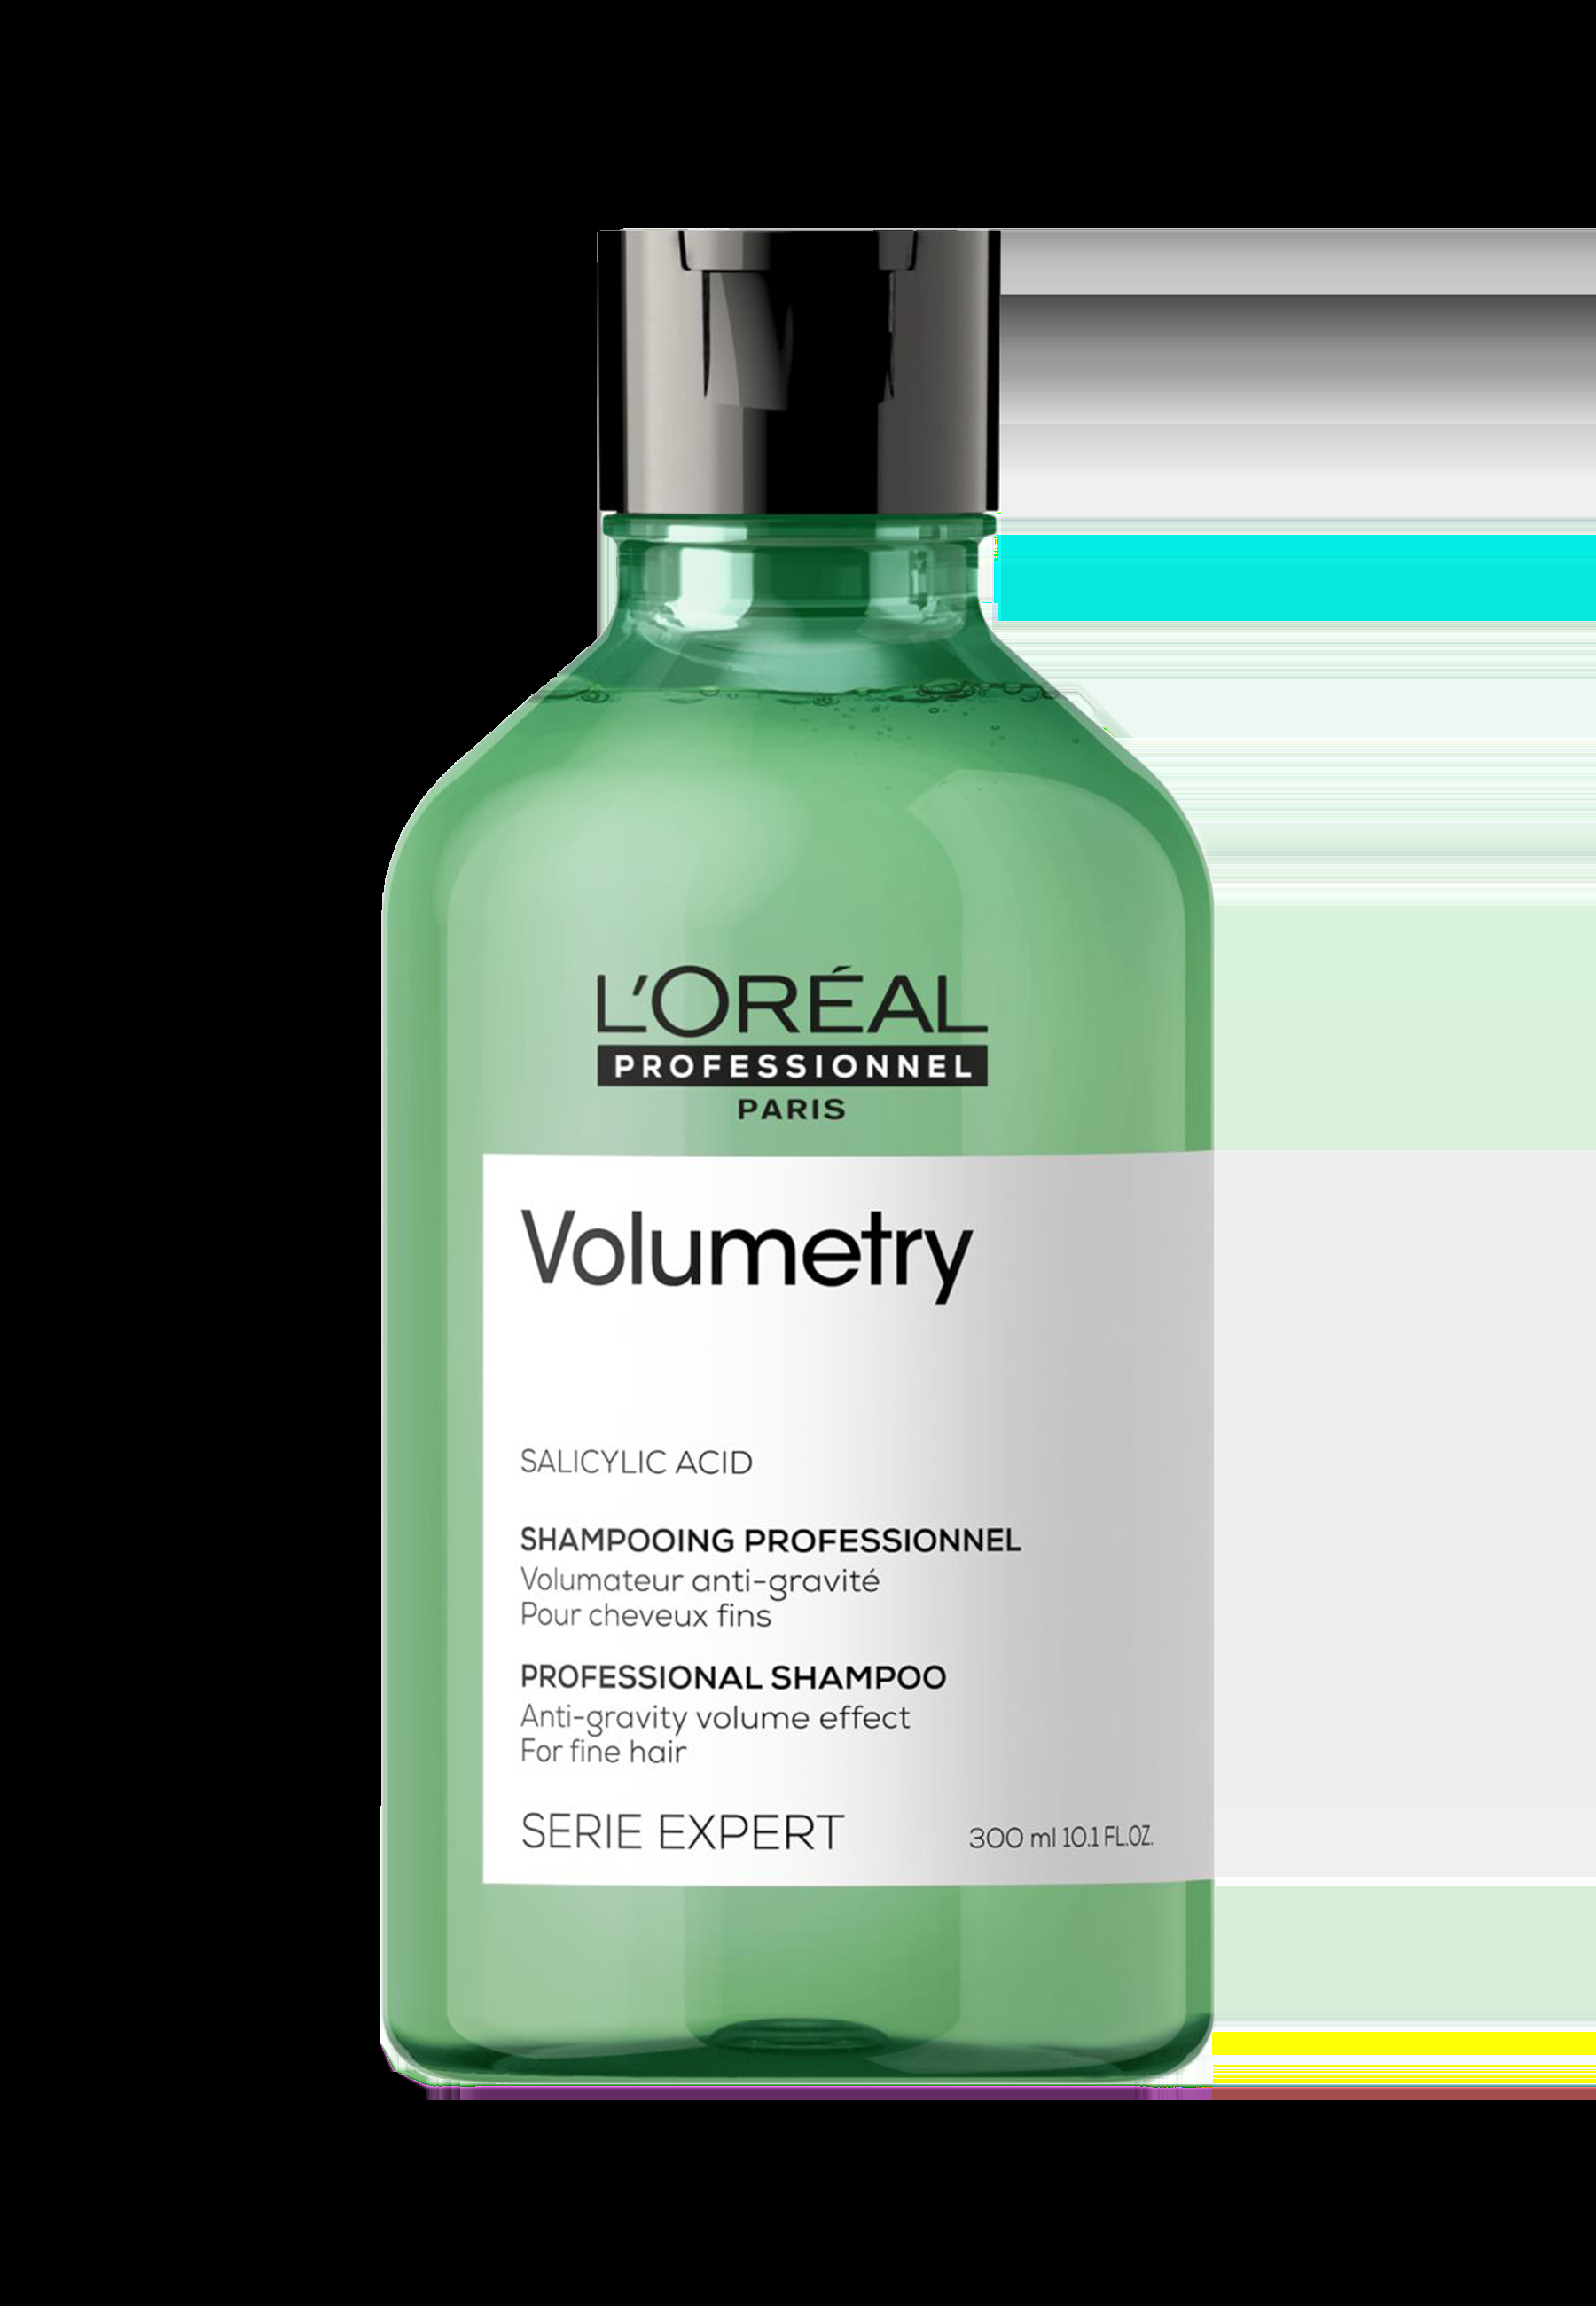 L'ORÉAL
PROFESSIONNEL
PARIS
Volumetry
SALICYLIC ACID
SHAMPOOING PROFESSIONNEL
Volumateur anti-gravité
Pour cheveux fins
PROFESSIONAL SHAMPOO
Anti-gravity volume effect
For fine hair
SERIE EXPERT
300 ml 10.1 FL.OZ.